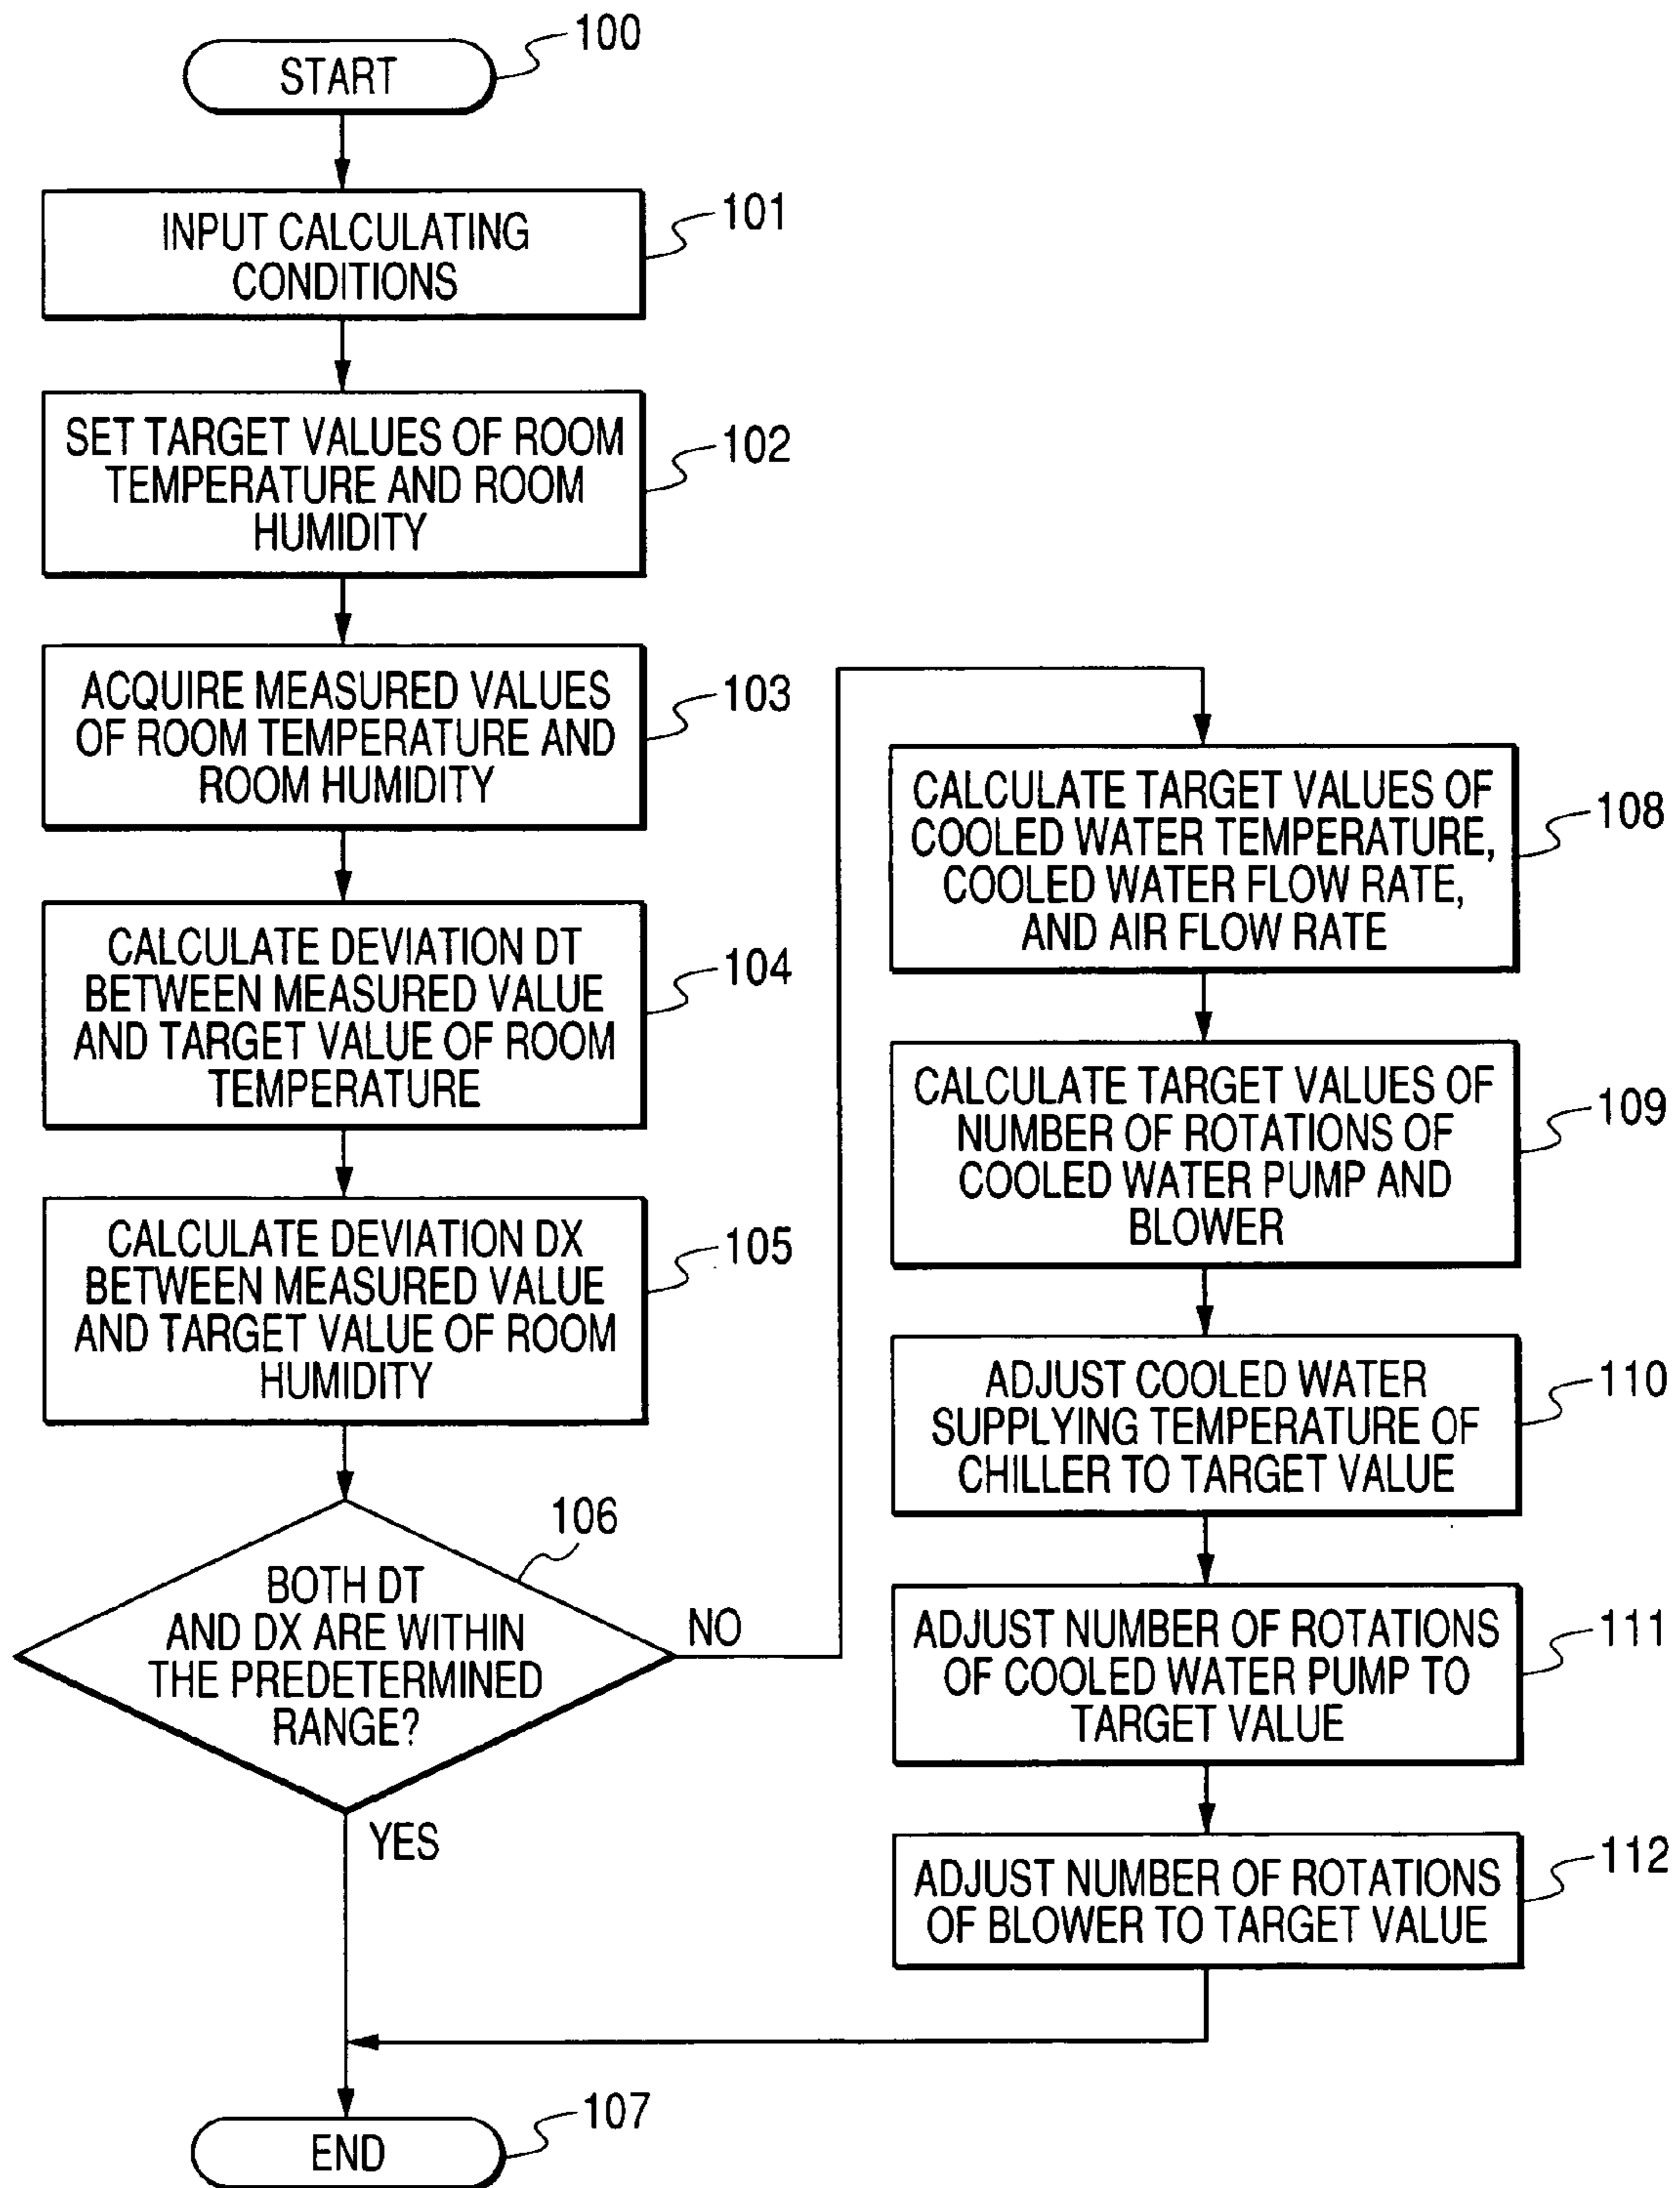 START
100
INPUT CALCULATING
CONDITIONS
101
SET TARGET VALUES OF ROOM
TEMPERATURE AND ROOM
HUMIDITY
102
ACQUIRE MEASURED VALUES
OF ROOM TEMPERATURE AND
ROOM HUMIDITY
103
CALCULATE DEVIATION DT
BETWEEN MEASURED VALUE
AND TARGET VALUE OF ROOM
TEMPERATURE
104
CALCULATE DEVIATION DX
BETWEEN MEASURED VALUE
AND TARGET VALUE OF ROOM
HUMIDITY
105
BOTH DT
AND DX ARE WITHIN
THE PREDETERMINED
RANGE?
106
NO
YES
CALCULATE TARGET VALUES OF
COOLED WATER TEMPERATURE,
COOLED WATER FLOW RATE,
AND AIR FLOW RATE
108
CALCULATE TARGET VALUES OF
NUMBER OF ROTATIONS OF
COOLED WATER PUMP AND
BLOWER
109
ADJUST COOLED WATER
SUPPLYING TEMPERATURE OF
CHILLER TO TARGET VALUE
110
ADJUST NUMBER OF ROTATIONS
OF COOLED WATER PUMP TO
TARGET VALUE
111
ADJUST NUMBER OF ROTATIONS
OF BLOWER TO TARGET VALUE
112
END
107